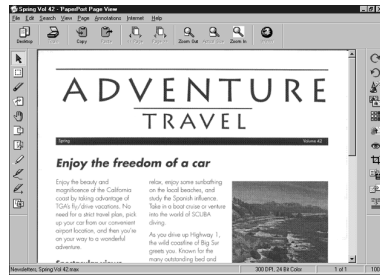 Spring Vol 42 - PaperPort Page View
File Edit Search View Page Annotations Internet Help
Desktop Copy Zoom Out Zoom In
ADVENTURE
TRAVEL
Spring Volume 42
Enjoy the freedom of a car
Enjoy the beauty and
magnificence of the California
coast by taking advantage of
TGA's fly/drive vacations. No
need for a strict travel plan, pick
up your car from our convenient
airport location, and then you're
on your way to a wonderful
adventure.
relax, enjoy some sunbathing
on the local beaches, and
study the Spanish influence.
Take in a boat cruise or venture
into the world of SCUBA
diving.
As you drive up Highway 1,
the wild coastline of Big Sur
greets you. Known for the
many outstanding bed and
Newsletters, Spring Vol 42.max 300 DPI, 24 Bit Color 1 of 1